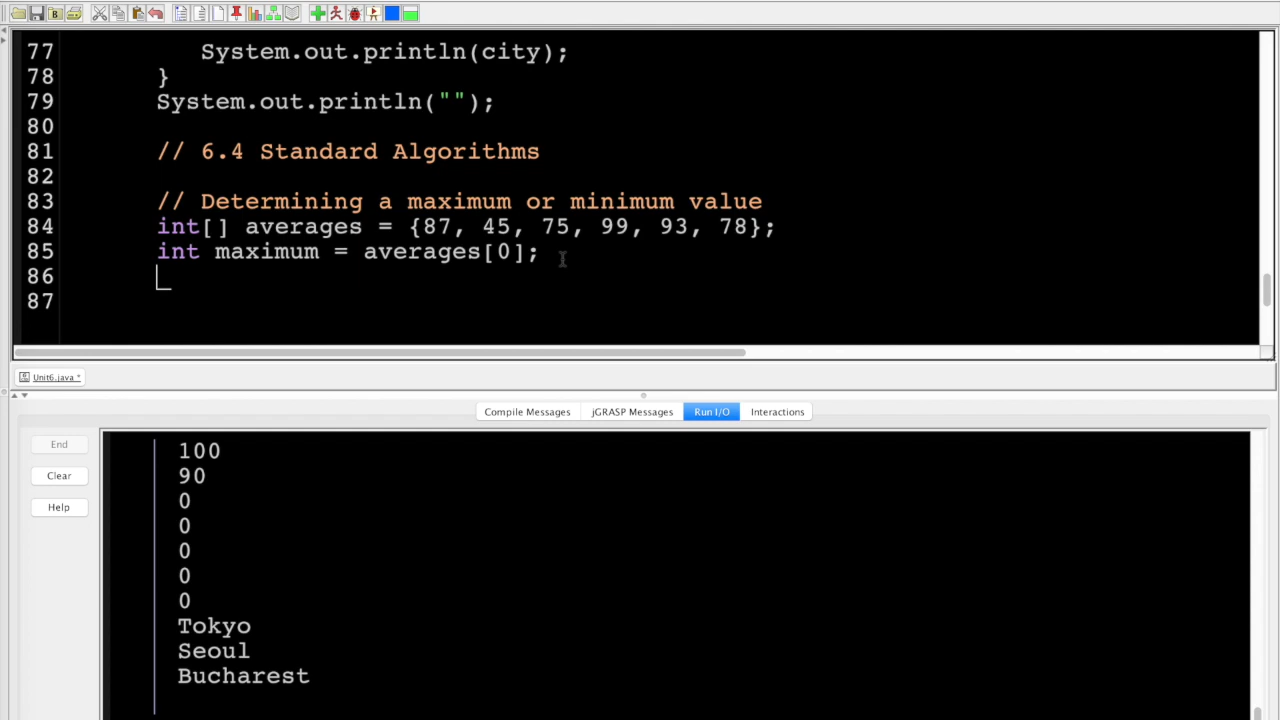 77 System.out.println(city);
78 }
79 System.out.println("");
80
81 // 6.4 Standard Algorithms
82
83 // Determining a maximum or minimum value
84 int[] averages = {87, 45, 75, 99, 93, 78};
85 int maximum = averages[0];
86
87
Unit6.java *
Compile Messages jGRASP Messages Run I/O Interactions
End
Clear
Help
100
90
0
0
0
0
0
Tokyo
Seoul
Bucharest